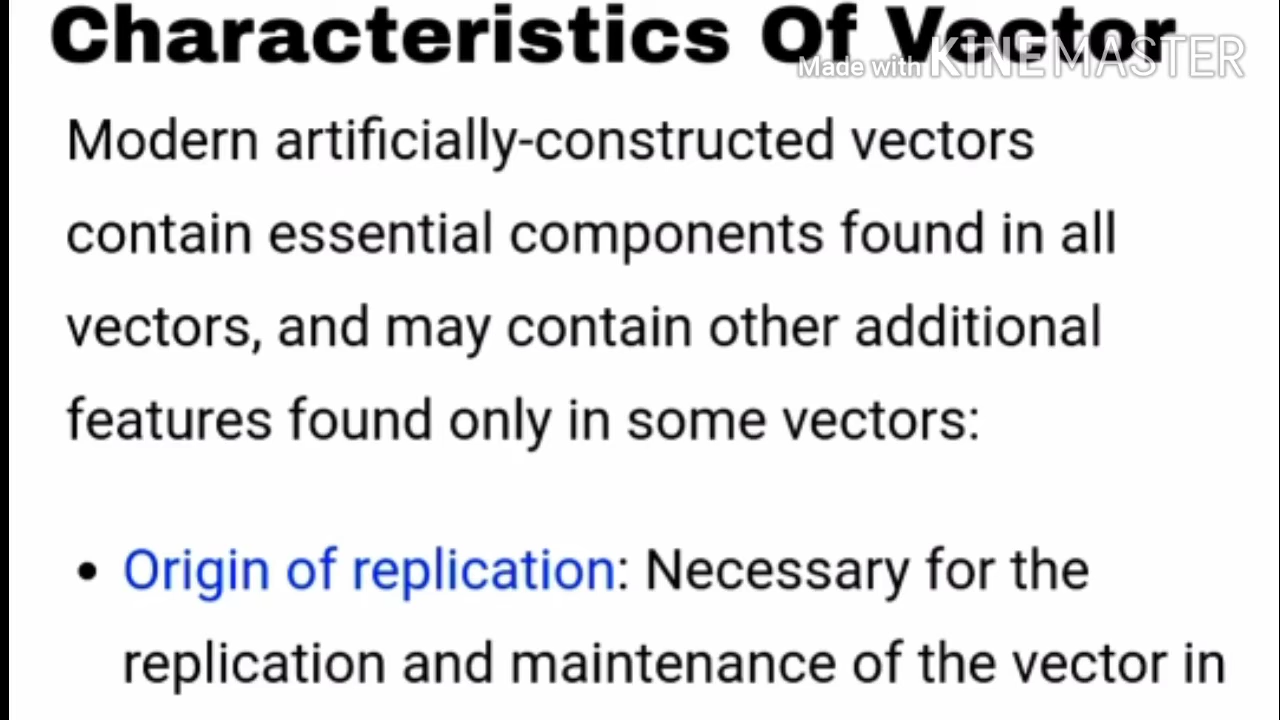 Characteristics Of Vector
Made with KINEMASTER
Modern artificially-constructed vectors
contain essential components found in all
vectors, and may contain other additional
features found only in some vectors:
• Origin of replication: Necessary for the
replication and maintenance of the vector in